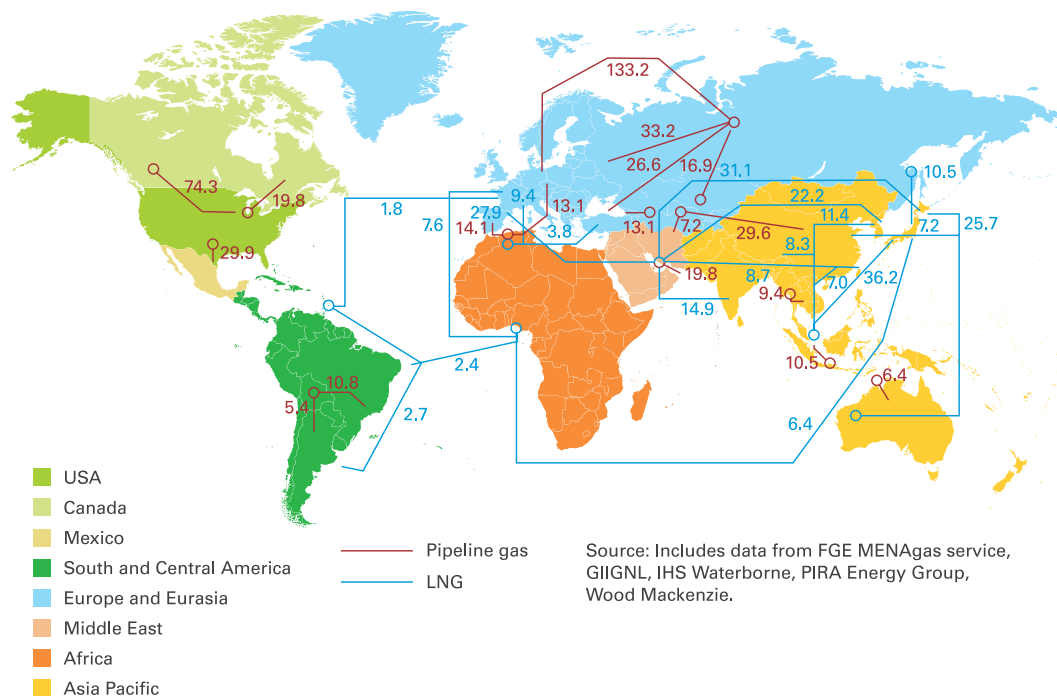 133.2
33.2
26.6
16.9
31.1
10.5
74.3
19.8
1.8
9.4
13.1
22.2
7.6
27.9
11.4
25.7
14.1
3.8
13.1
7.2
29.6
7.2
29.9
8.3
19.8
8.7
7.0
36.2
9.4
14.9
2.4
10.5
6.4
10.8
5.4
2.7
6.4
USA
Canada
Mexico
South and Central America
Europe and Eurasia
Middle East
Africa
Asia Pacific
Pipeline gas
LNG
Source: Includes data from FGE MENAgas service,
GIIGNL, IHS Waterborne, PIRA Energy Group,
Wood Mackenzie.